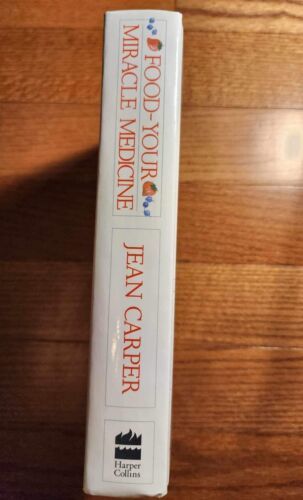 FOOD-YOUR
MIRACLE MEDICINE
JEAN CARPER
Harper
Collins